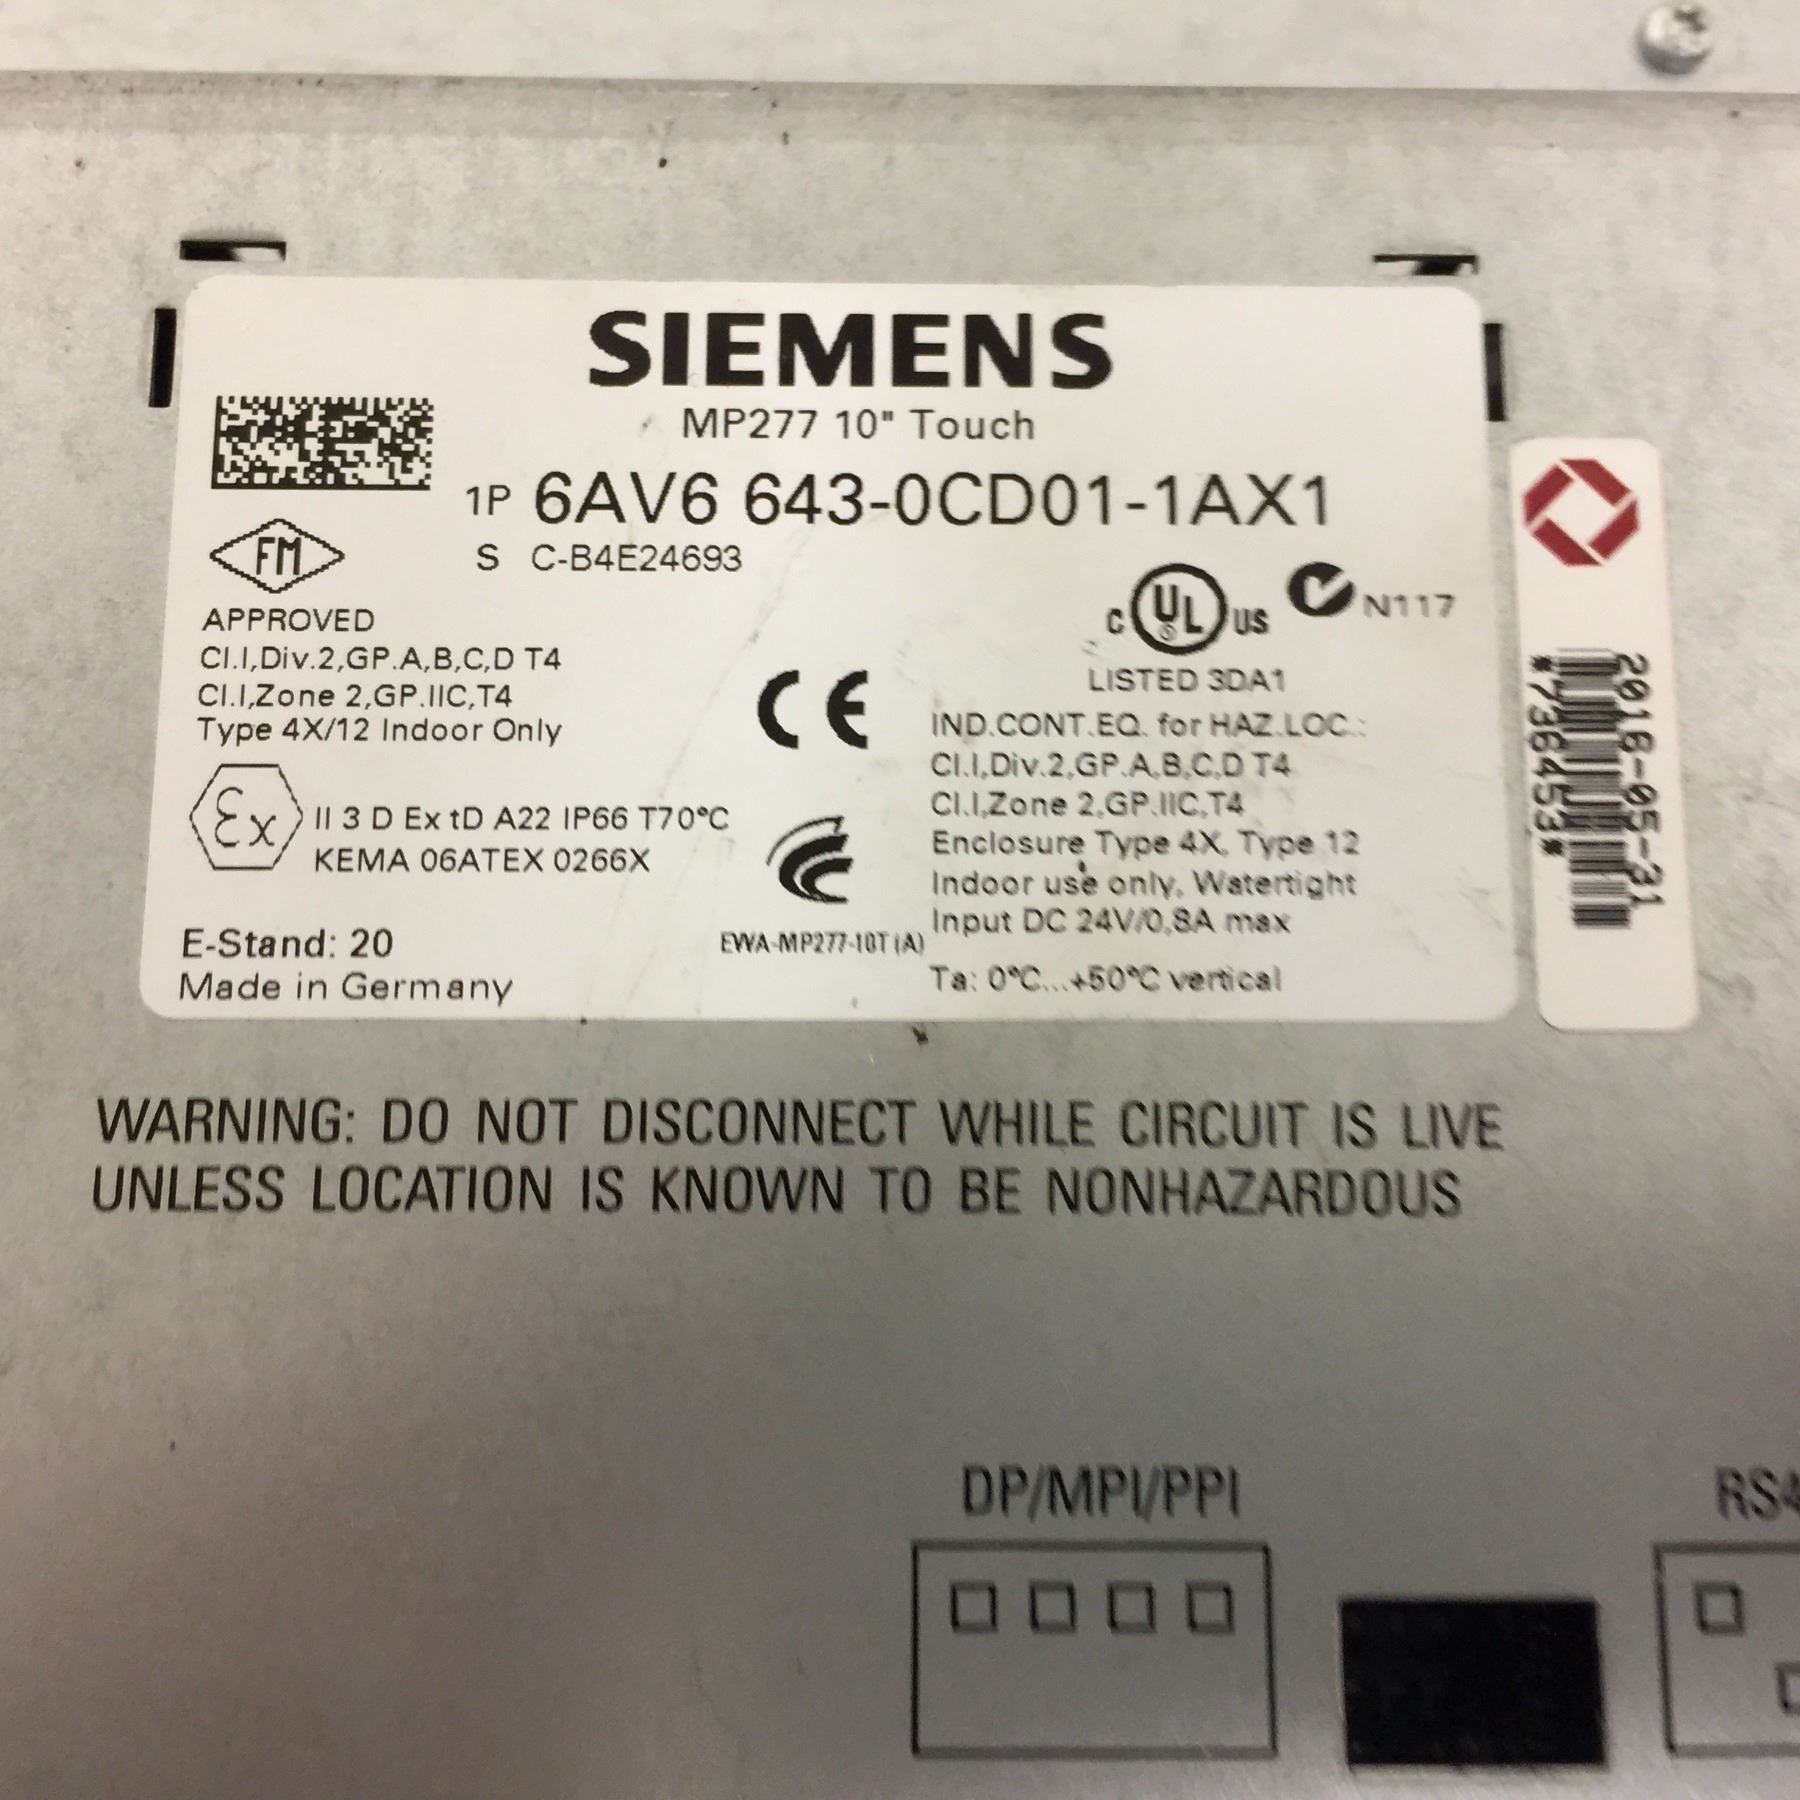 SIEMENS
MP277 10" Touch
1P 6AV6 643-0CD01-1AX1
S C-B4E24693
FM
APPROVED
Cl.I,Div.2,GP.A,B,C,D T4
Cl.I,Zone 2,GP.IIC,T4
Type 4X/12 Indoor Only
Ex II 3 D Ex tD A22 IP66 T70°C
KEMA 06ATEX 0266X
E-Stand: 20
Made in Germany
CE
EWA-MP277-10T (A)
C UL US N117
LISTED 3DA1
IND.CONT.EQ. for HAZ.LOC.:
Cl.I,Div.2,GP.A,B,C,D T4
Cl.I,Zone 2,GP.IIC,T4
Enclosure Type 4X, Type 12
Indoor use only, Watertight
Input DC 24V/0,8A max
Ta: 0°C...+50°C vertical
2016-05-31
*7364533*
WARNING: DO NOT DISCONNECT WHILE CIRCUIT IS LIVE
UNLESS LOCATION IS KNOWN TO BE NONHAZARDOUS
DP/MPI/PPI
RS4